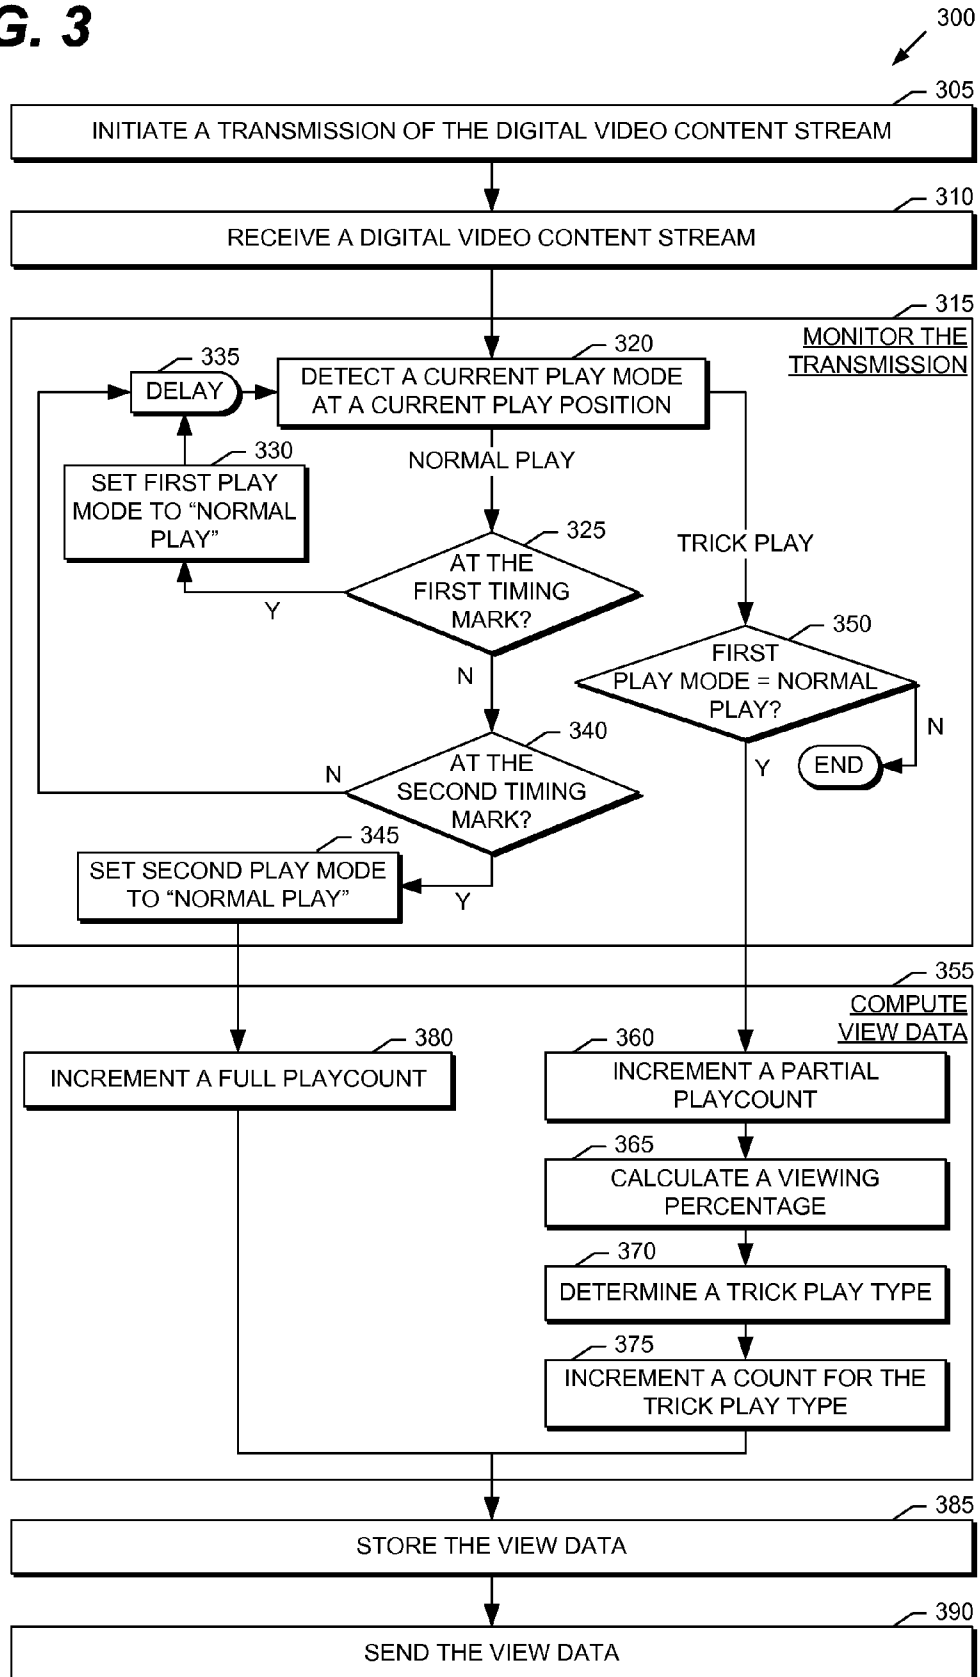 G. 3
300
305
INITIATE A TRANSMISSION OF THE DIGITAL VIDEO CONTENT STREAM
310
RECEIVE A DIGITAL VIDEO CONTENT STREAM
315
MONITOR THE
TRANSMISSION
335
DELAY
320
DETECT A CURRENT PLAY MODE
AT A CURRENT PLAY POSITION
330
SET FIRST PLAY
MODE TO “NORMAL
PLAY”
NORMAL PLAY
325
AT THE
FIRST TIMING
MARK?
Y
N
TRICK PLAY
350
FIRST
PLAY MODE = NORMAL
PLAY?
N
END
Y
340
AT THE
SECOND TIMING
MARK?
N
Y
345
SET SECOND PLAY MODE
TO “NORMAL PLAY”
355
COMPUTE
VIEW DATA
380
INCREMENT A FULL PLAYCOUNT
360
INCREMENT A PARTIAL
PLAYCOUNT
365
CALCULATE A VIEWING
PERCENTAGE
370
DETERMINE A TRICK PLAY TYPE
375
INCREMENT A COUNT FOR THE
TRICK PLAY TYPE
385
STORE THE VIEW DATA
390
SEND THE VIEW DATA